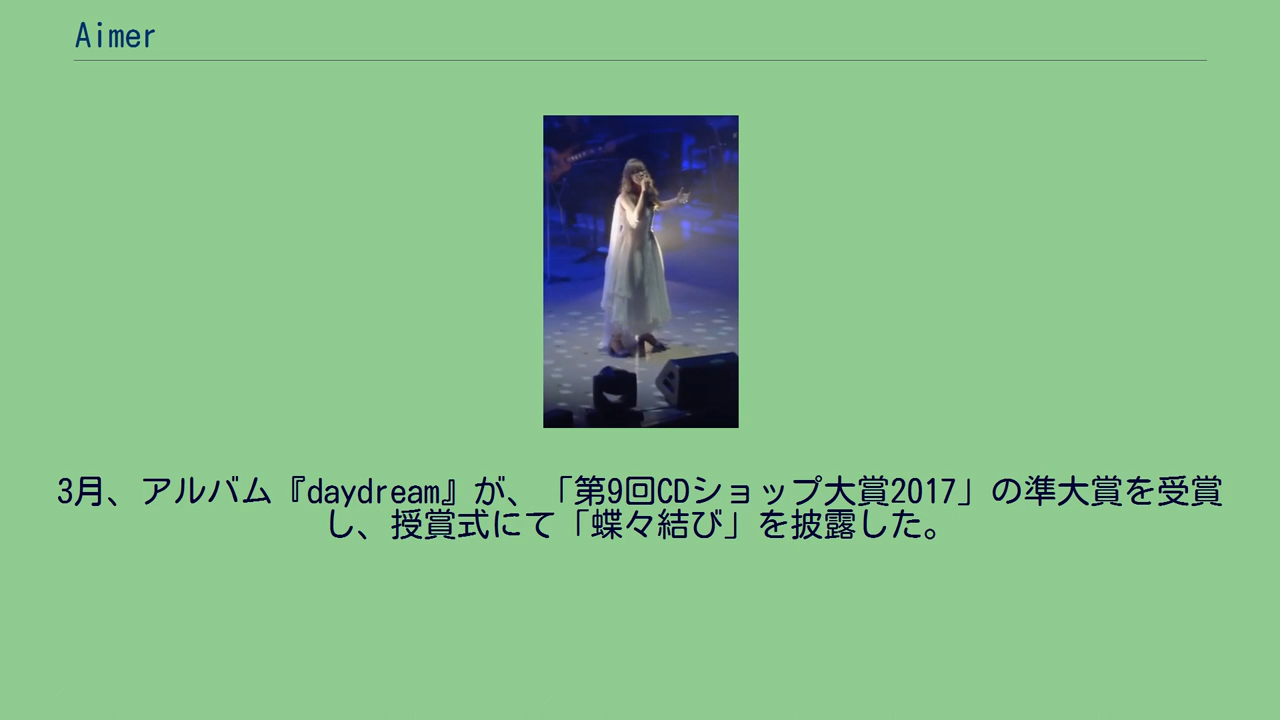 Aimer
3月、アルバム『daydream』が、「第9回CDショップ大賞2017」の準大賞を受賞
し、授賞式にて「蝶々結び」を披露した。